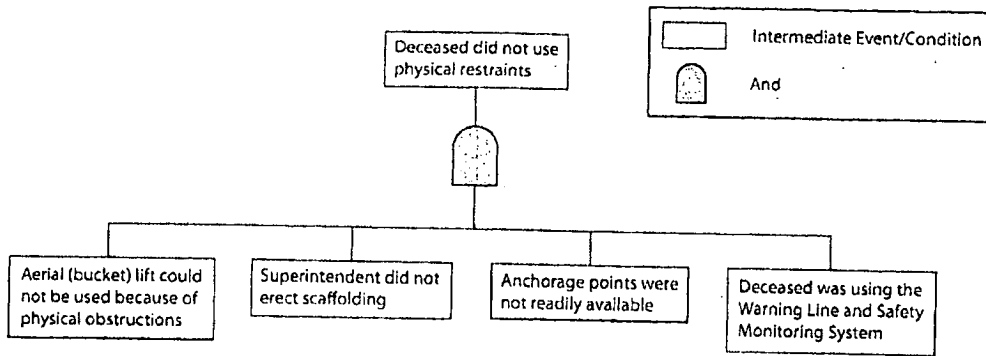 Deceased did not use
physical restraints
Intermediate Event/Condition
And
Aerial (bucket) lift could
not be used because of
physical obstructions
Superintendent did not
erect scaffolding
Anchorage points were
not readily available
Deceased was using the
Warning Line and Safety
Monitoring System